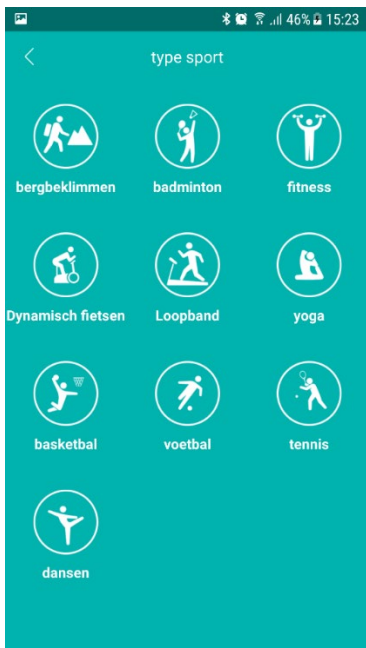 46% 15:23
type sport
bergbeklimmen badminton fitness
Dynamisch fietsen Loopband yoga
basketbal voetbal tennis
dansen